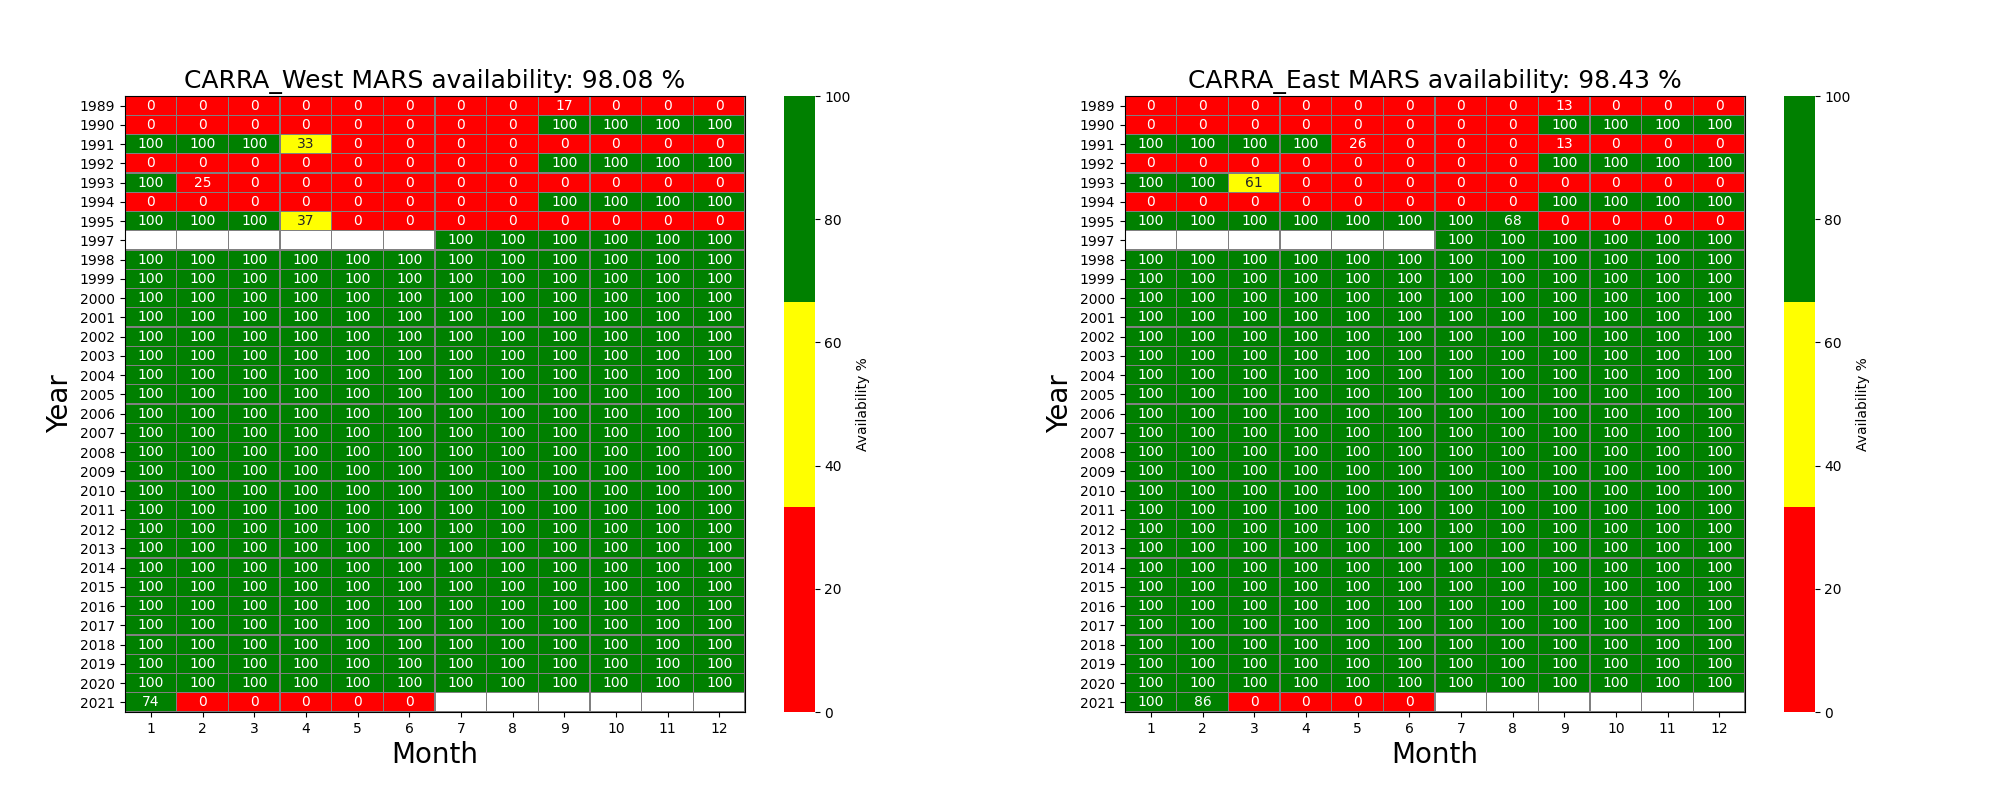 CARRA_West MARS availability: 98.08 %
1989 0 0 0 0 0 0 0 0 17 0 0 0
1990 0 0 0 0 0 0 0 0 100 100 100 100
1991 100 100 100 33 0 0 0 0 0 0 0 0
1992 0 0 0 0 0 0 0 0 100 100 100 100
1993 100 25 0 0 0 0 0 0 0 0 0 0
1994 0 0 0 0 0 0 0 0 100 100 100 100
1995 100 100 100 37 0 0 0 0 0 0 0 0
1997 100 100 100 100 100 100
1998 100 100 100 100 100 100 100 100 100 100 100 100
1999 100 100 100 100 100 100 100 100 100 100 100 100
2000 100 100 100 100 100 100 100 100 100 100 100 100
2001 100 100 100 100 100 100 100 100 100 100 100 100
2002 100 100 100 100 100 100 100 100 100 100 100 100
2003 100 100 100 100 100 100 100 100 100 100 100 100
2004 100 100 100 100 100 100 100 100 100 100 100 100
2005 100 100 100 100 100 100 100 100 100 100 100 100
2006 100 100 100 100 100 100 100 100 100 100 100 100
2007 100 100 100 100 100 100 100 100 100 100 100 100
2008 100 100 100 100 100 100 100 100 100 100 100 100
2009 100 100 100 100 100 100 100 100 100 100 100 100
2010 100 100 100 100 100 100 100 100 100 100 100 100
2011 100 100 100 100 100 100 100 100 100 100 100 100
2012 100 100 100 100 100 100 100 100 100 100 100 100
2013 100 100 100 100 100 100 100 100 100 100 100 100
2014 100 100 100 100 100 100 100 100 100 100 100 100
2015 100 100 100 100 100 100 100 100 100 100 100 100
2016 100 100 100 100 100 100 100 100 100 100 100 100
2017 100 100 100 100 100 100 100 100 100 100 100 100
2018 100 100 100 100 100 100 100 100 100 100 100 100
2019 100 100 100 100 100 100 100 100 100 100 100 100
2020 100 100 100 100 100 100 100 100 100 100 100 100
2021 74 0 0 0 0 0
1 2 3 4 5 6 7 8 9 10 11 12
Month
Year
100
80
60
40
20
0
Availability %
CARRA_East MARS availability: 98.43 %
1989 0 0 0 0 0 0 0 0 13 0 0 0
1990 0 0 0 0 0 0 0 0 100 100 100 100
1991 100 100 100 100 26 0 0 0 13 0 0 0
1992 0 0 0 0 0 0 0 0 100 100 100 100
1993 100 100 61 0 0 0 0 0 0 0 0 0
1994 0 0 0 0 0 0 0 0 100 100 100 100
1995 100 100 100 100 100 100 100 68 0 0 0 0
1997 100 100 100 100 100 100
1998 100 100 100 100 100 100 100 100 100 100 100 100
1999 100 100 100 100 100 100 100 100 100 100 100 100
2000 100 100 100 100 100 100 100 100 100 100 100 100
2001 100 100 100 100 100 100 100 100 100 100 100 100
2002 100 100 100 100 100 100 100 100 100 100 100 100
2003 100 100 100 100 100 100 100 100 100 100 100 100
2004 100 100 100 100 100 100 100 100 100 100 100 100
2005 100 100 100 100 100 100 100 100 100 100 100 100
2006 100 100 100 100 100 100 100 100 100 100 100 100
2007 100 100 100 100 100 100 100 100 100 100 100 100
2008 100 100 100 100 100 100 100 100 100 100 100 100
2009 100 100 100 100 100 100 100 100 100 100 100 100
2010 100 100 100 100 100 100 100 100 100 100 100 100
2011 100 100 100 100 100 100 100 100 100 100 100 100
2012 100 100 100 100 100 100 100 100 100 100 100 100
2013 100 100 100 100 100 100 100 100 100 100 100 100
2014 100 100 100 100 100 100 100 100 100 100 100 100
2015 100 100 100 100 100 100 100 100 100 100 100 100
2016 100 100 100 100 100 100 100 100 100 100 100 100
2017 100 100 100 100 100 100 100 100 100 100 100 100
2018 100 100 100 100 100 100 100 100 100 100 100 100
2019 100 100 100 100 100 100 100 100 100 100 100 100
2020 100 100 100 100 100 100 100 100 100 100 100 100
2021 100 86 0 0 0 0
1 2 3 4 5 6 7 8 9 10 11 12
Month
Year
100
80
60
40
20
0
Availability %